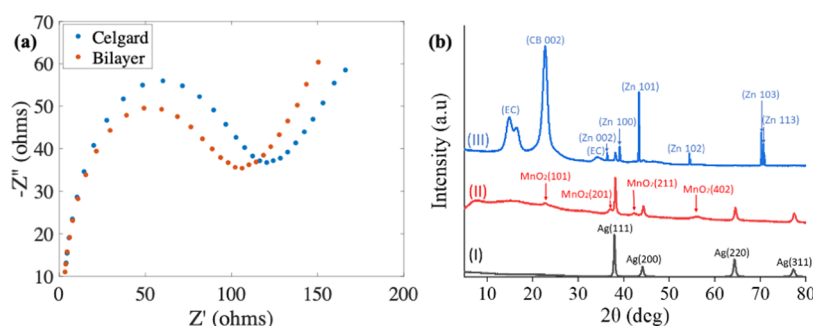 (a)
Celgard
Bilayer
70
60
50
40
30
20
10
0
50
100
150
200
-Z" (ohms)
Z' (ohms)
(b)
(CB 002)
(Zn 101)
(Zn 103)
(EC)
(Zn 002)
(Zn 100)
(Zn 113)
(III)
(EC)
(Zn 102)
(II)
MnO₂(101)
MnO₂(201)
MnO₂(211)
MnO₂(402)
Ag(111)
(I)
Ag(200)
Ag(220)
Ag(311)
10 20 30 40 50 60 70 80
Intensity (a.u)
2θ (deg)